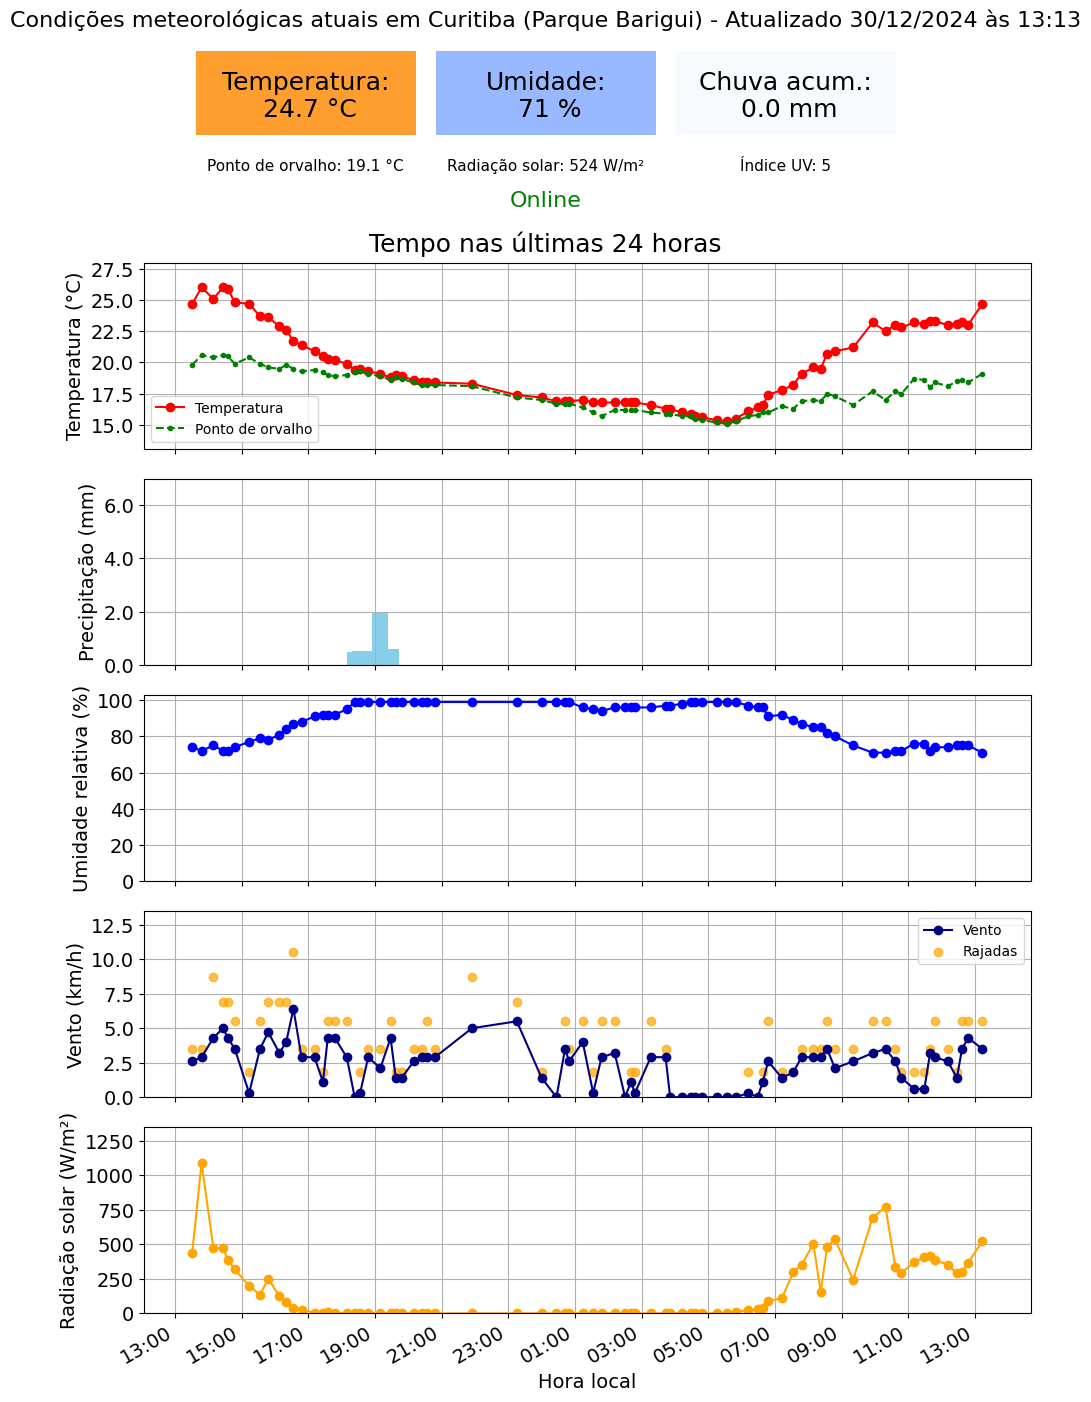 Condições meteorológicas atuais em Curitiba (Parque Barigui) - Atualizado 30/12/2024 às 13:13
Temperatura:
24.7 °C
Umidade:
71 %
Chuva acum.:
0.0 mm
Ponto de orvalho: 19.1 °C
Radiação solar: 524 W/m²
Índice UV: 5
Online
Tempo nas últimas 24 horas
Temperatura (°C)
27.5
25.0
22.5
20.0
17.5
15.0
Temperatura
Ponto de orvalho
Precipitação (mm)
6.0
4.0
2.0
0.0
Umidade relativa (%)
100
80
60
40
20
0
Vento (km/h)
12.5
10.0
7.5
5.0
2.5
0.0
Vento
Rajadas
Radiação solar (W/m²)
1250
1000
750
500
250
0
13:00
15:00
17:00
19:00
21:00
23:00
01:00
03:00
05:00
07:00
09:00
11:00
13:00
Hora local